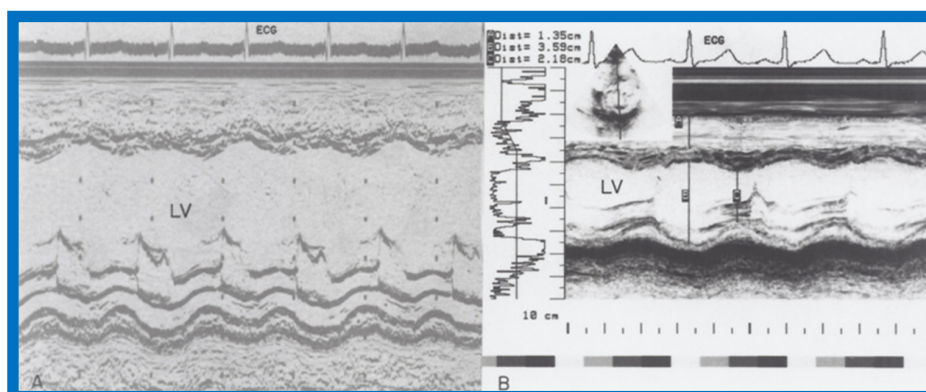 ECG
LV
A
Dist= 1.35cm
Dist= 3.59cm
Dist= 2.18cm
ECG
LV
10 cm
B